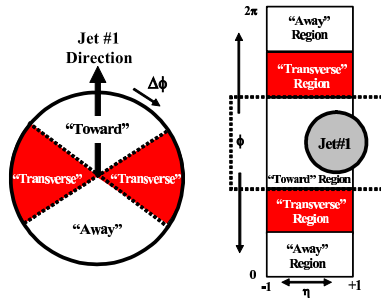 Jet #1
Direction
Δϕ
“Toward”
“Transverse”
“Transverse”
“Away”
2π
“Away”
Region
“Transverse”
Region
ϕ
Jet#1
“Toward” Region
“Transverse”
Region
“Away”
Region
0
-1
η
+1